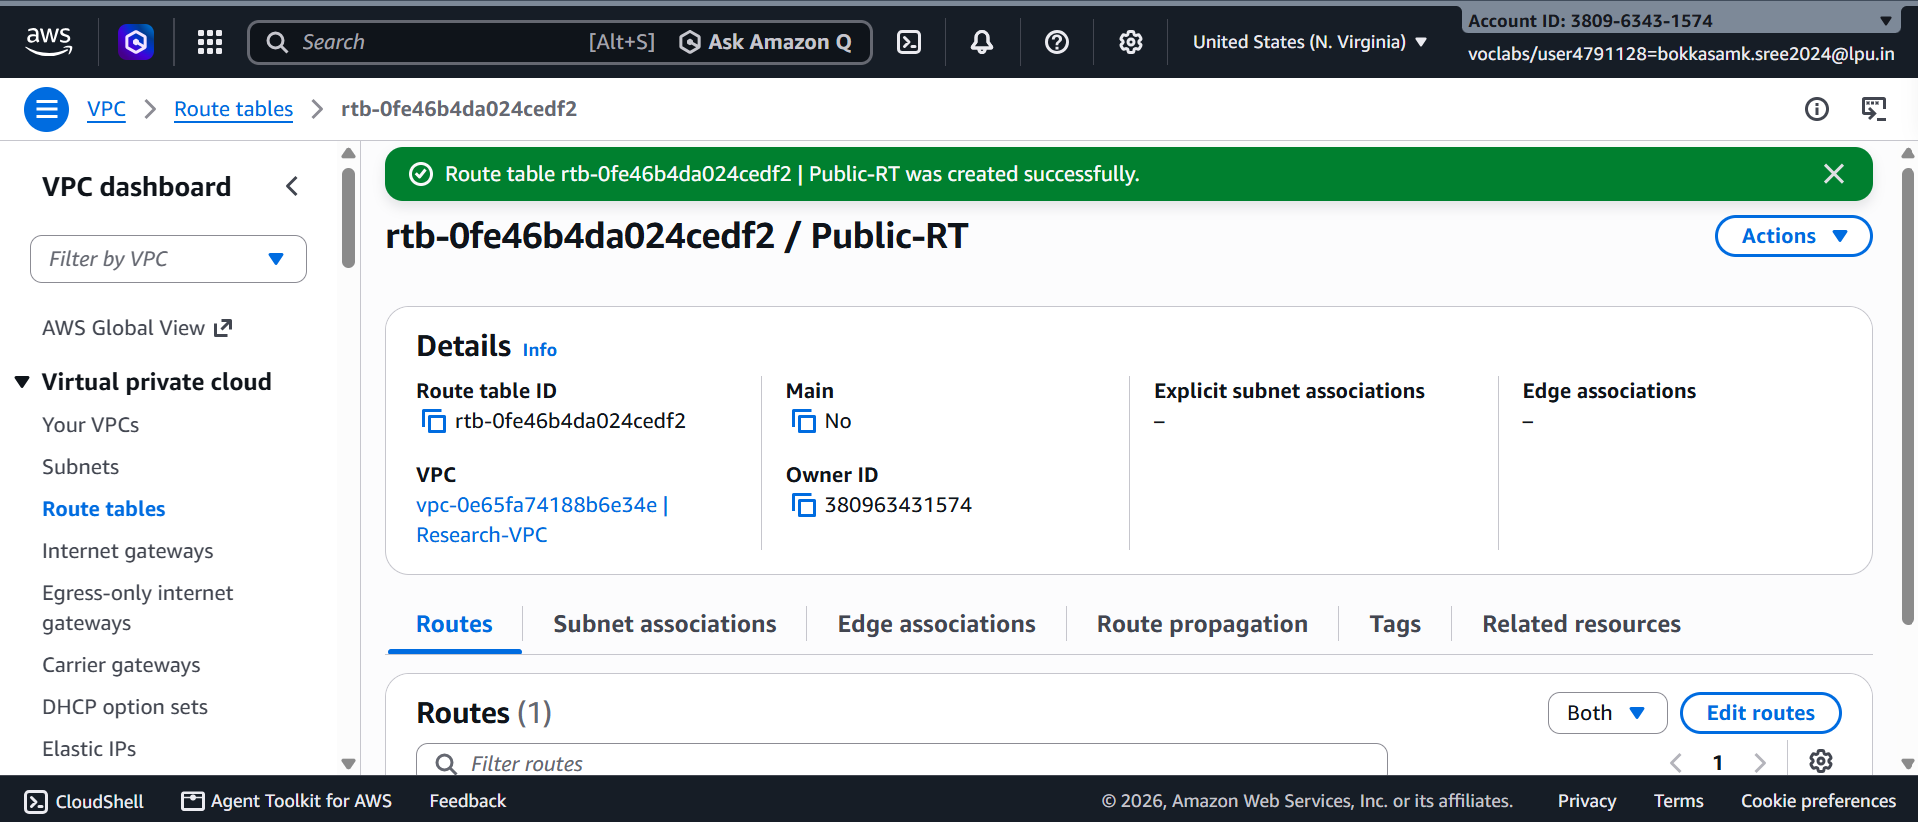 aws
Search [Alt+S] Ask Amazon Q
United States (N. Virginia)
Account ID: 3809-6343-1574
voclabs/user4791128=bokkasamk.sree2024@lpu.in
VPC
Route tables
rtb-0fe46b4da024cedf2
VPC dashboard
Filter by VPC
AWS Global View
Virtual private cloud
Your VPCs
Subnets
Route tables
Internet gateways
Egress-only internet
gateways
Carrier gateways
DHCP option sets
Elastic IPs
Route table rtb-0fe46b4da024cedf2 | Public-RT was created successfully.
rtb-0fe46b4da024cedf2 / Public-RT
Actions
Details Info
Route table ID
rtb-0fe46b4da024cedf2
VPC
vpc-0e65fa74188b6e34e |
Research-VPC
Main
No
Owner ID
380963431574
Explicit subnet associations
–
Edge associations
–
Routes
Subnet associations
Edge associations
Route propagation
Tags
Related resources
Routes (1)
Both
Edit routes
Filter routes
1
CloudShell
Agent Toolkit for AWS
Feedback
© 2026, Amazon Web Services, Inc. or its affiliates.
Privacy
Terms
Cookie preferences